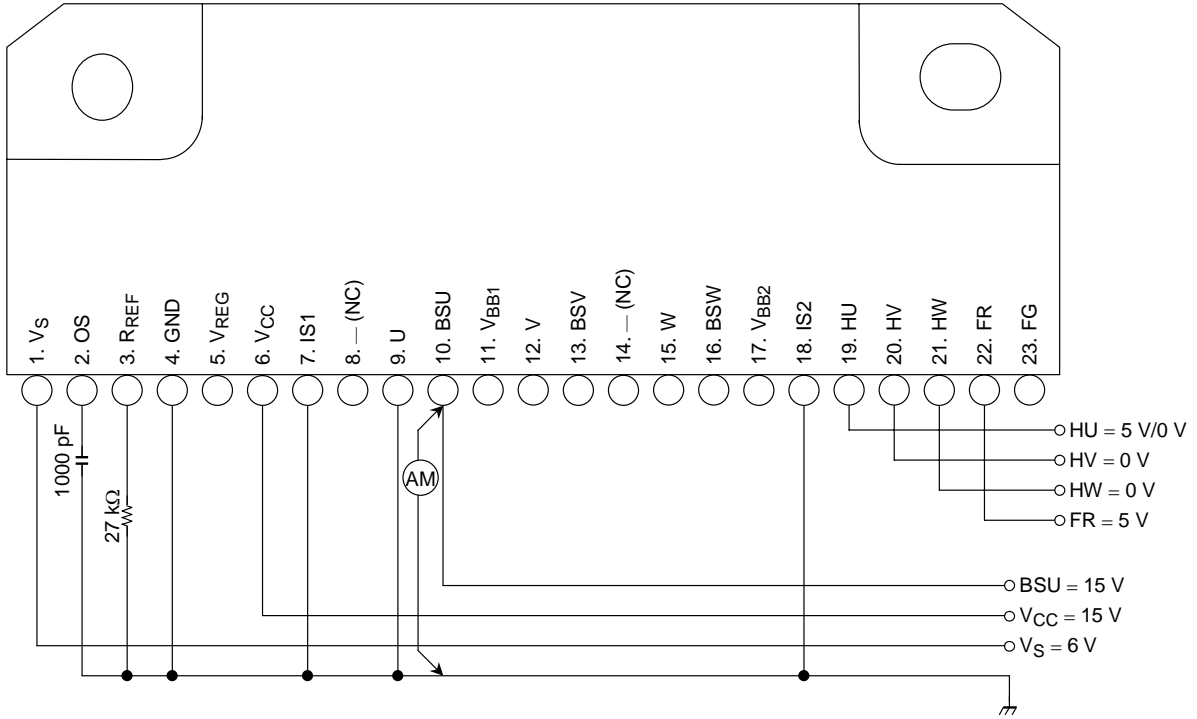 1. VS
2. OS
3. RREF
4. GND
5. VREG
6. VCC
7. IS1
8. — (NC)
9. U
10. BSU
11. VBB1
12. V
13. BSV
14. — (NC)
15. W
16. BSW
17. VBB2
18. IS2
19. HU
20. HV
21. HW
22. FR
23. FG
1000 pF
27 kΩ
AM
HU = 5 V/0 V
HV = 0 V
HW = 0 V
FR = 5 V
BSU = 15 V
VCC = 15 V
VS = 6 V